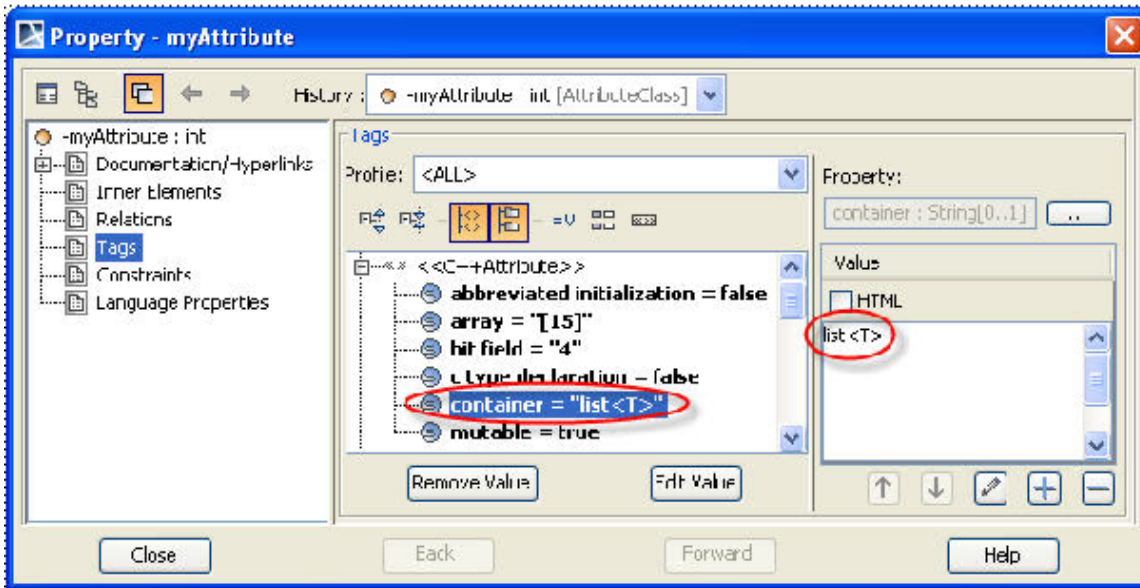 Property - myAttribute
History : -myAttribute int [AttributeClass]
-myAttribute : int
Documentation/Hyperlinks
Inner Elements
Relations
Tags
Constraints
Language Properties
Tags
Profile: <ALL>
<<C++Attribute>>
abbreviated initialization = false
array = "[15]"
bit field = "4"
c type declaration = false
container = "list<T>"
mutable = true
Remove Value
Edit Value
Property:
container : String[0..1]
...
Value
HTML
list<T>
Close
Back
Forward
Help